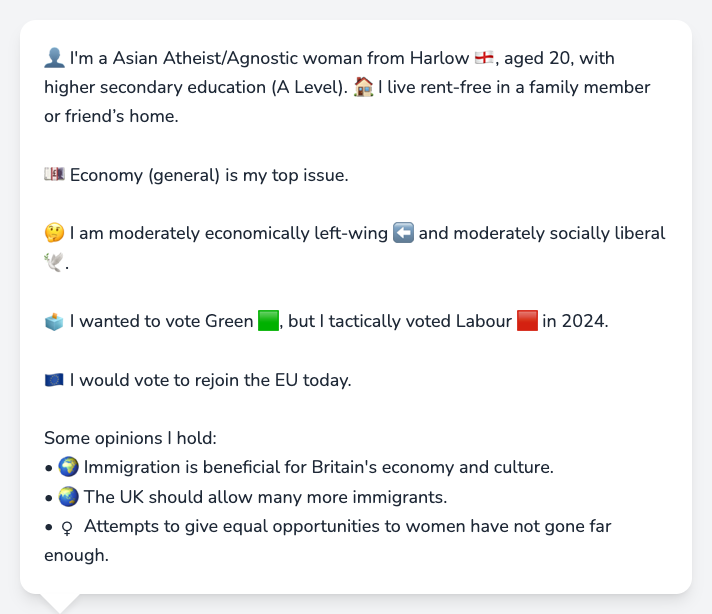 👤 I'm a Asian Atheist/Agnostic woman from Harlow 🏴󠁧󠁢󠁥󠁮󠁧󠁿, aged 20, with
higher secondary education (A Level). 🏠 I live rent-free in a family member
or friend’s home.
💷 Economy (general) is my top issue.
🤔 I am moderately economically left-wing ⬅️ and moderately socially liberal
🕊️.
🗳️ I wanted to vote Green 🟩, but I tactically voted Labour 🟥 in 2024.
🇪🇺 I would vote to rejoin the EU today.
Some opinions I hold:
• 🌍 Immigration is beneficial for Britain's economy and culture.
• 🌏 The UK should allow many more immigrants.
• ♀ Attempts to give equal opportunities to women have not gone far
enough.